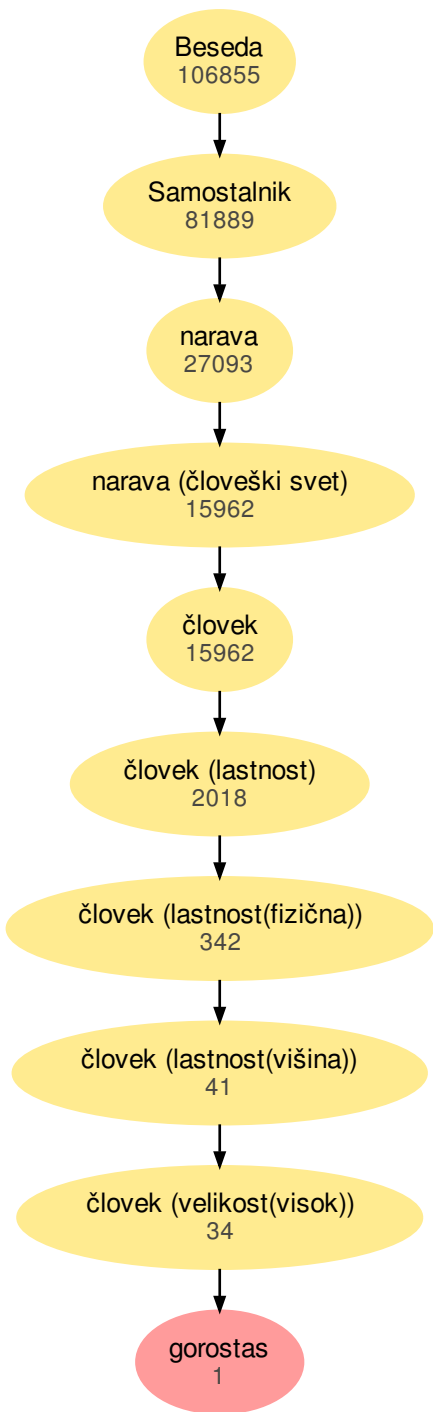 Beseda
106855
Samostalnik
81889
narava
27093
narava (človeški svet)
15962
človek
15962
človek (lastnost)
2018
človek (lastnost(fizična))
342
človek (lastnost(višina))
41
človek (velikost(visok))
34
gorostas
1